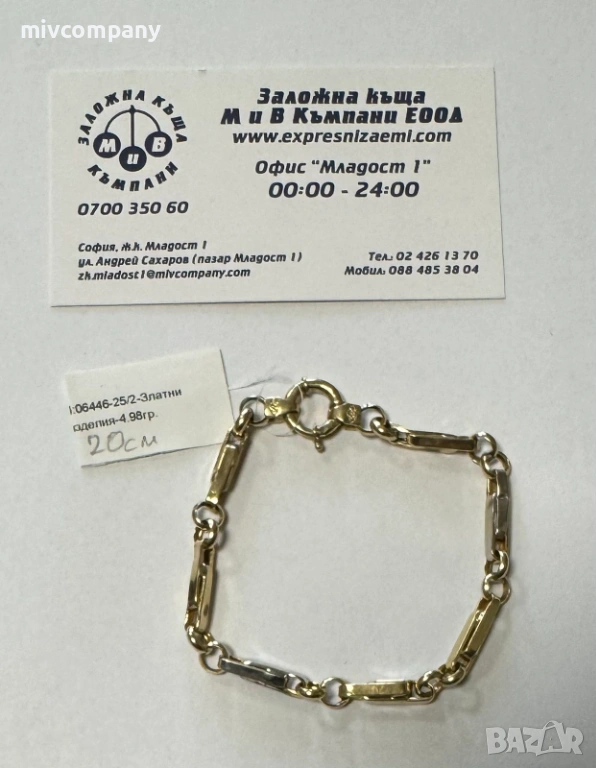 mivcompany
ЗАЛОЖНА КЪЩА
М и В
КЪМПАНИ
0700 350 60
Заложна къща
М и В Къмпани ЕООД
www.expresnizaemi.com
Офис "Младост 1"
00:00 - 24:00
София, ж.к. Младост 1
ул. Андрей Сахаров (пазар Младост 1)
zh.mladost1@mivcompany.com
Тел.: 02 426 13 70
Мобил: 088 485 38 04
:06446-25/2-Златни
зделия-4.98гр.
20см
BAZAR